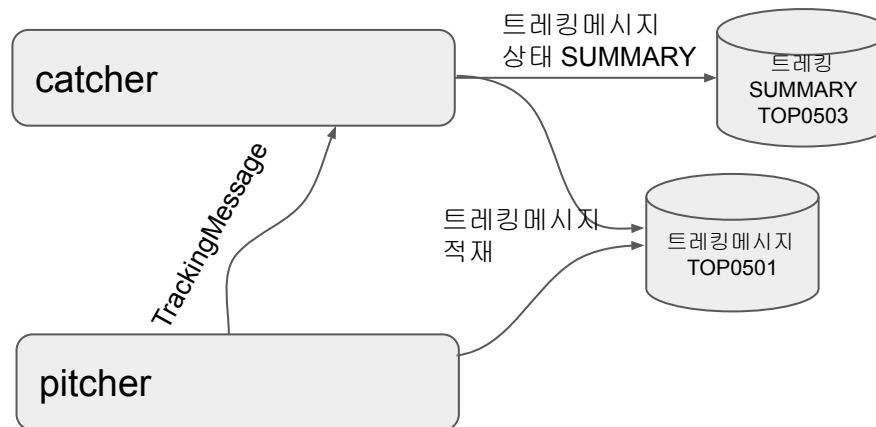 catcher
트레킹메시지
상태 SUMMARY
트레킹
SUMMARY
TOP0503
TrackingMessage
트레킹메시지
적재
트레킹메시지
TOP0501
pitcher